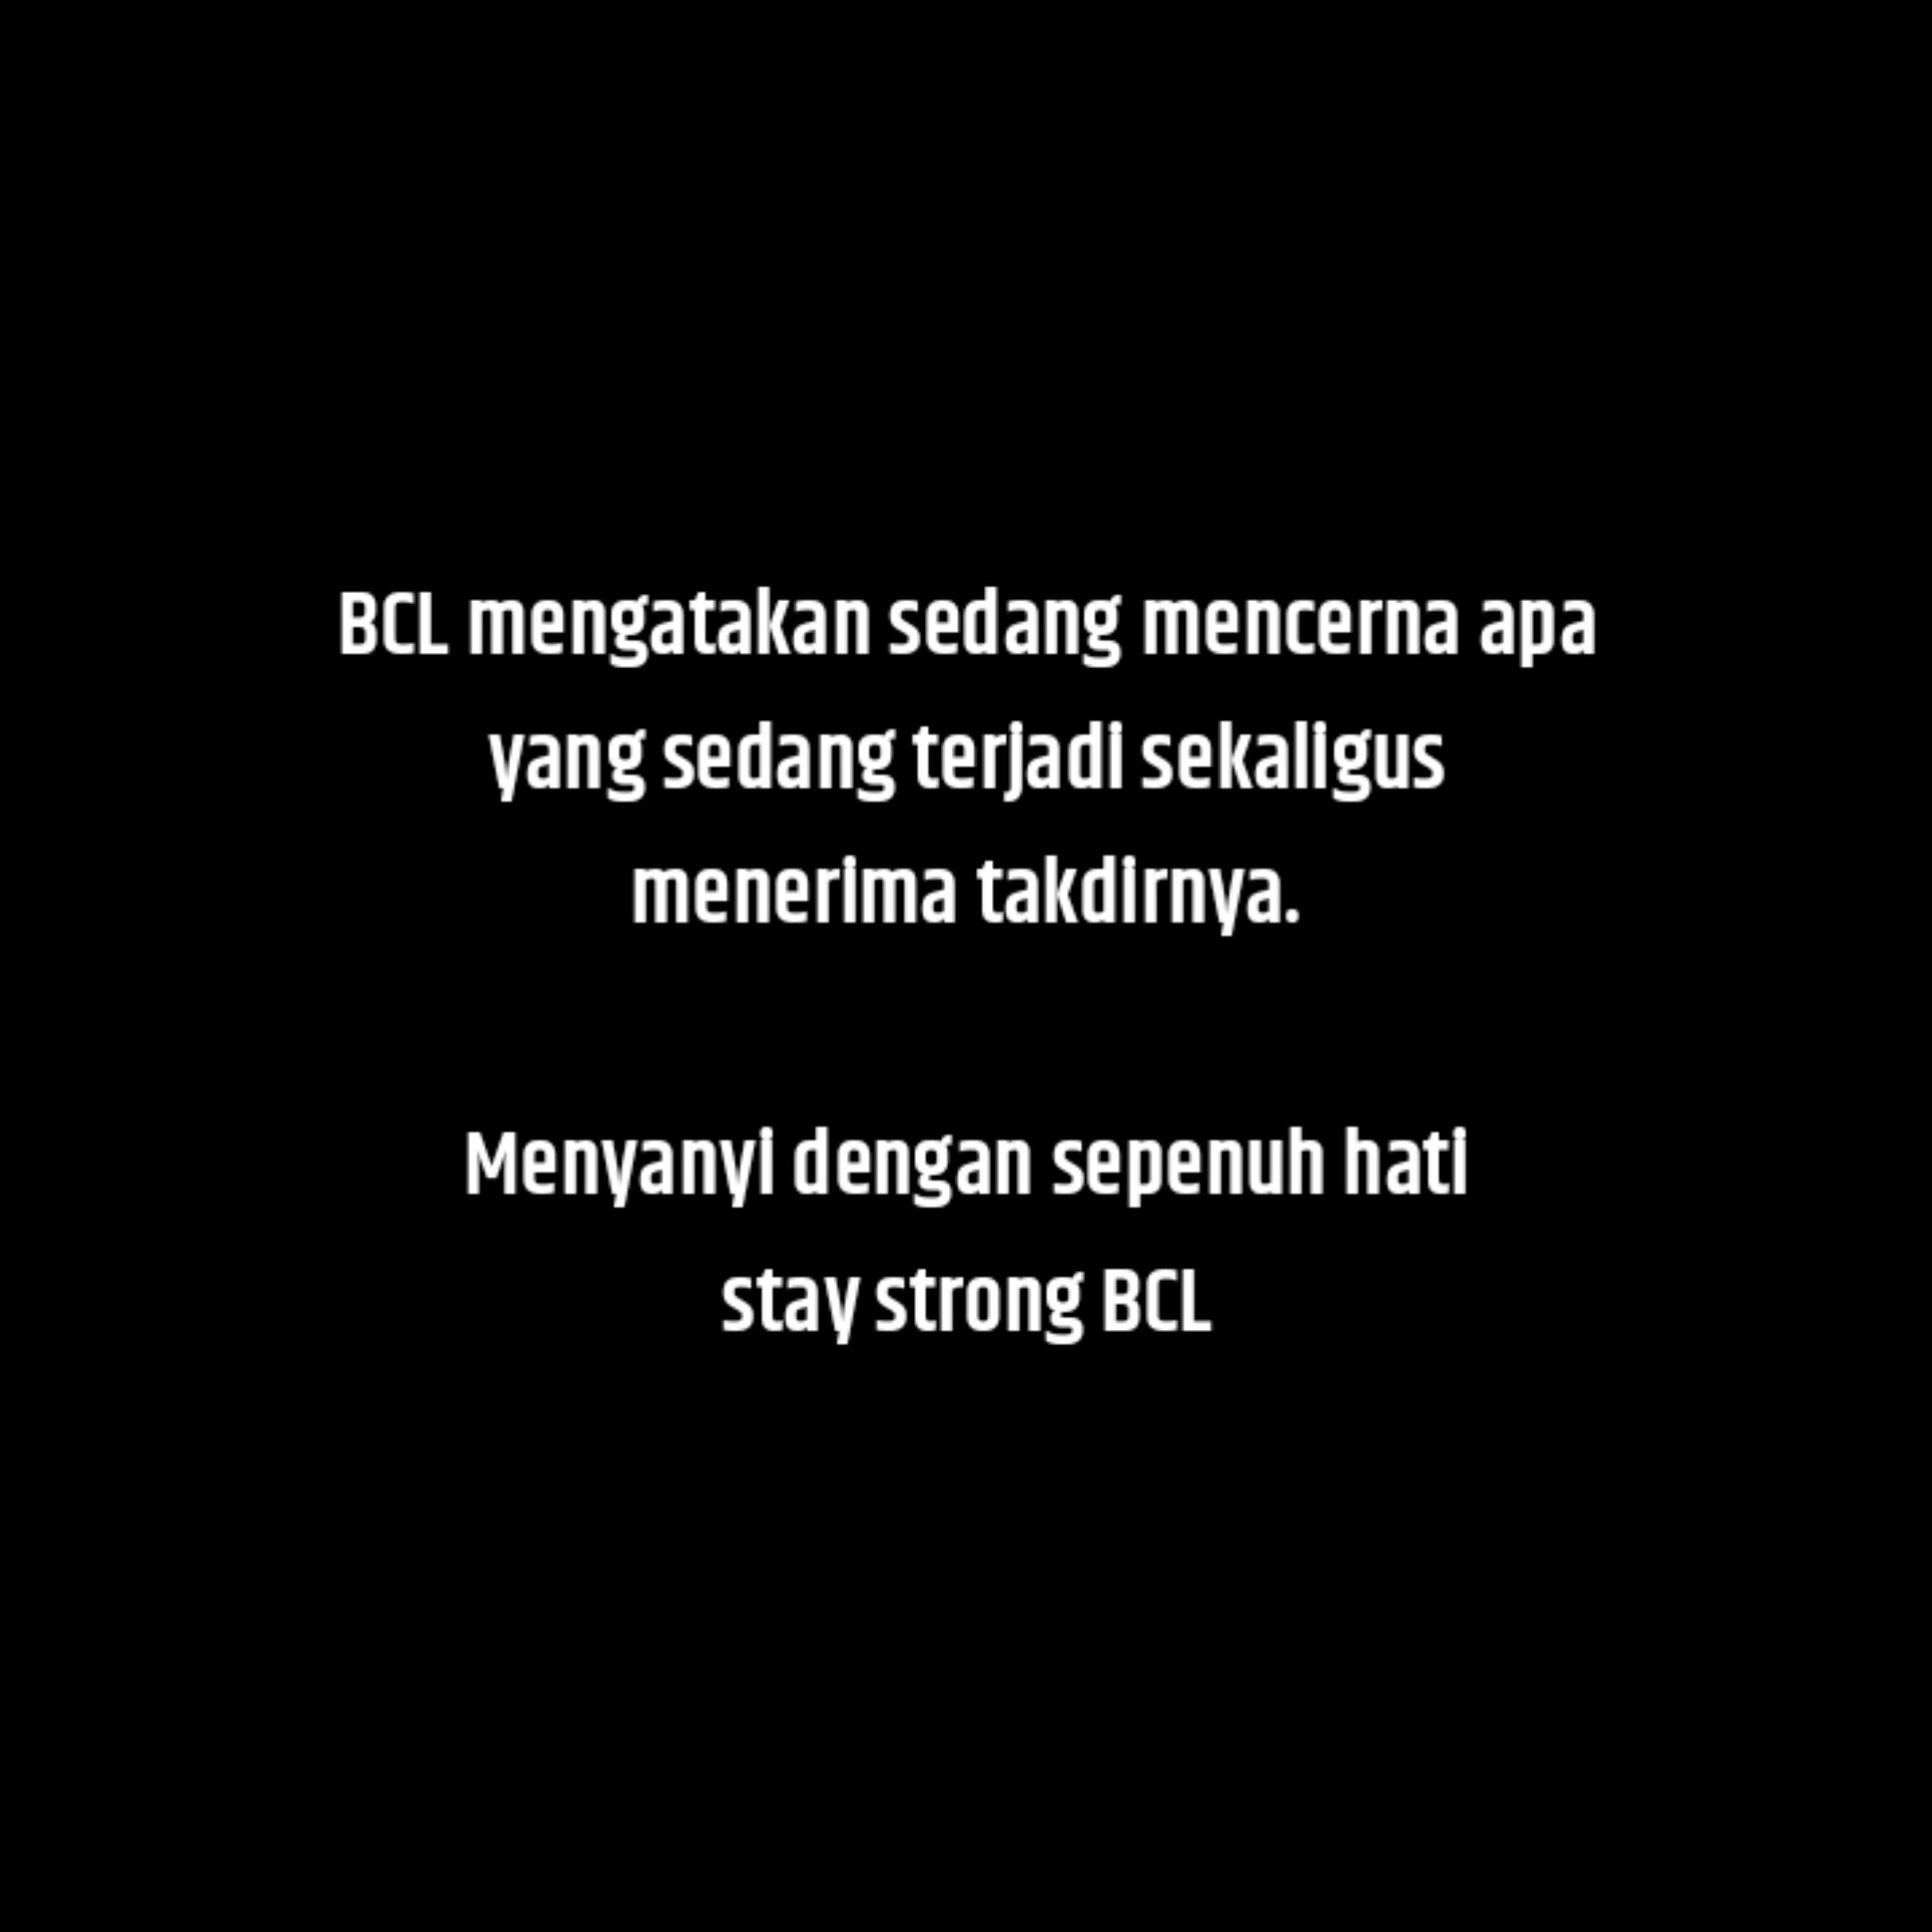 BCL mengatakan sedang mencerna apa
yang sedang terjadi sekaligus
menerima takdirnya.
Menyanyi dengan sepenuh hati
stay strong BCL